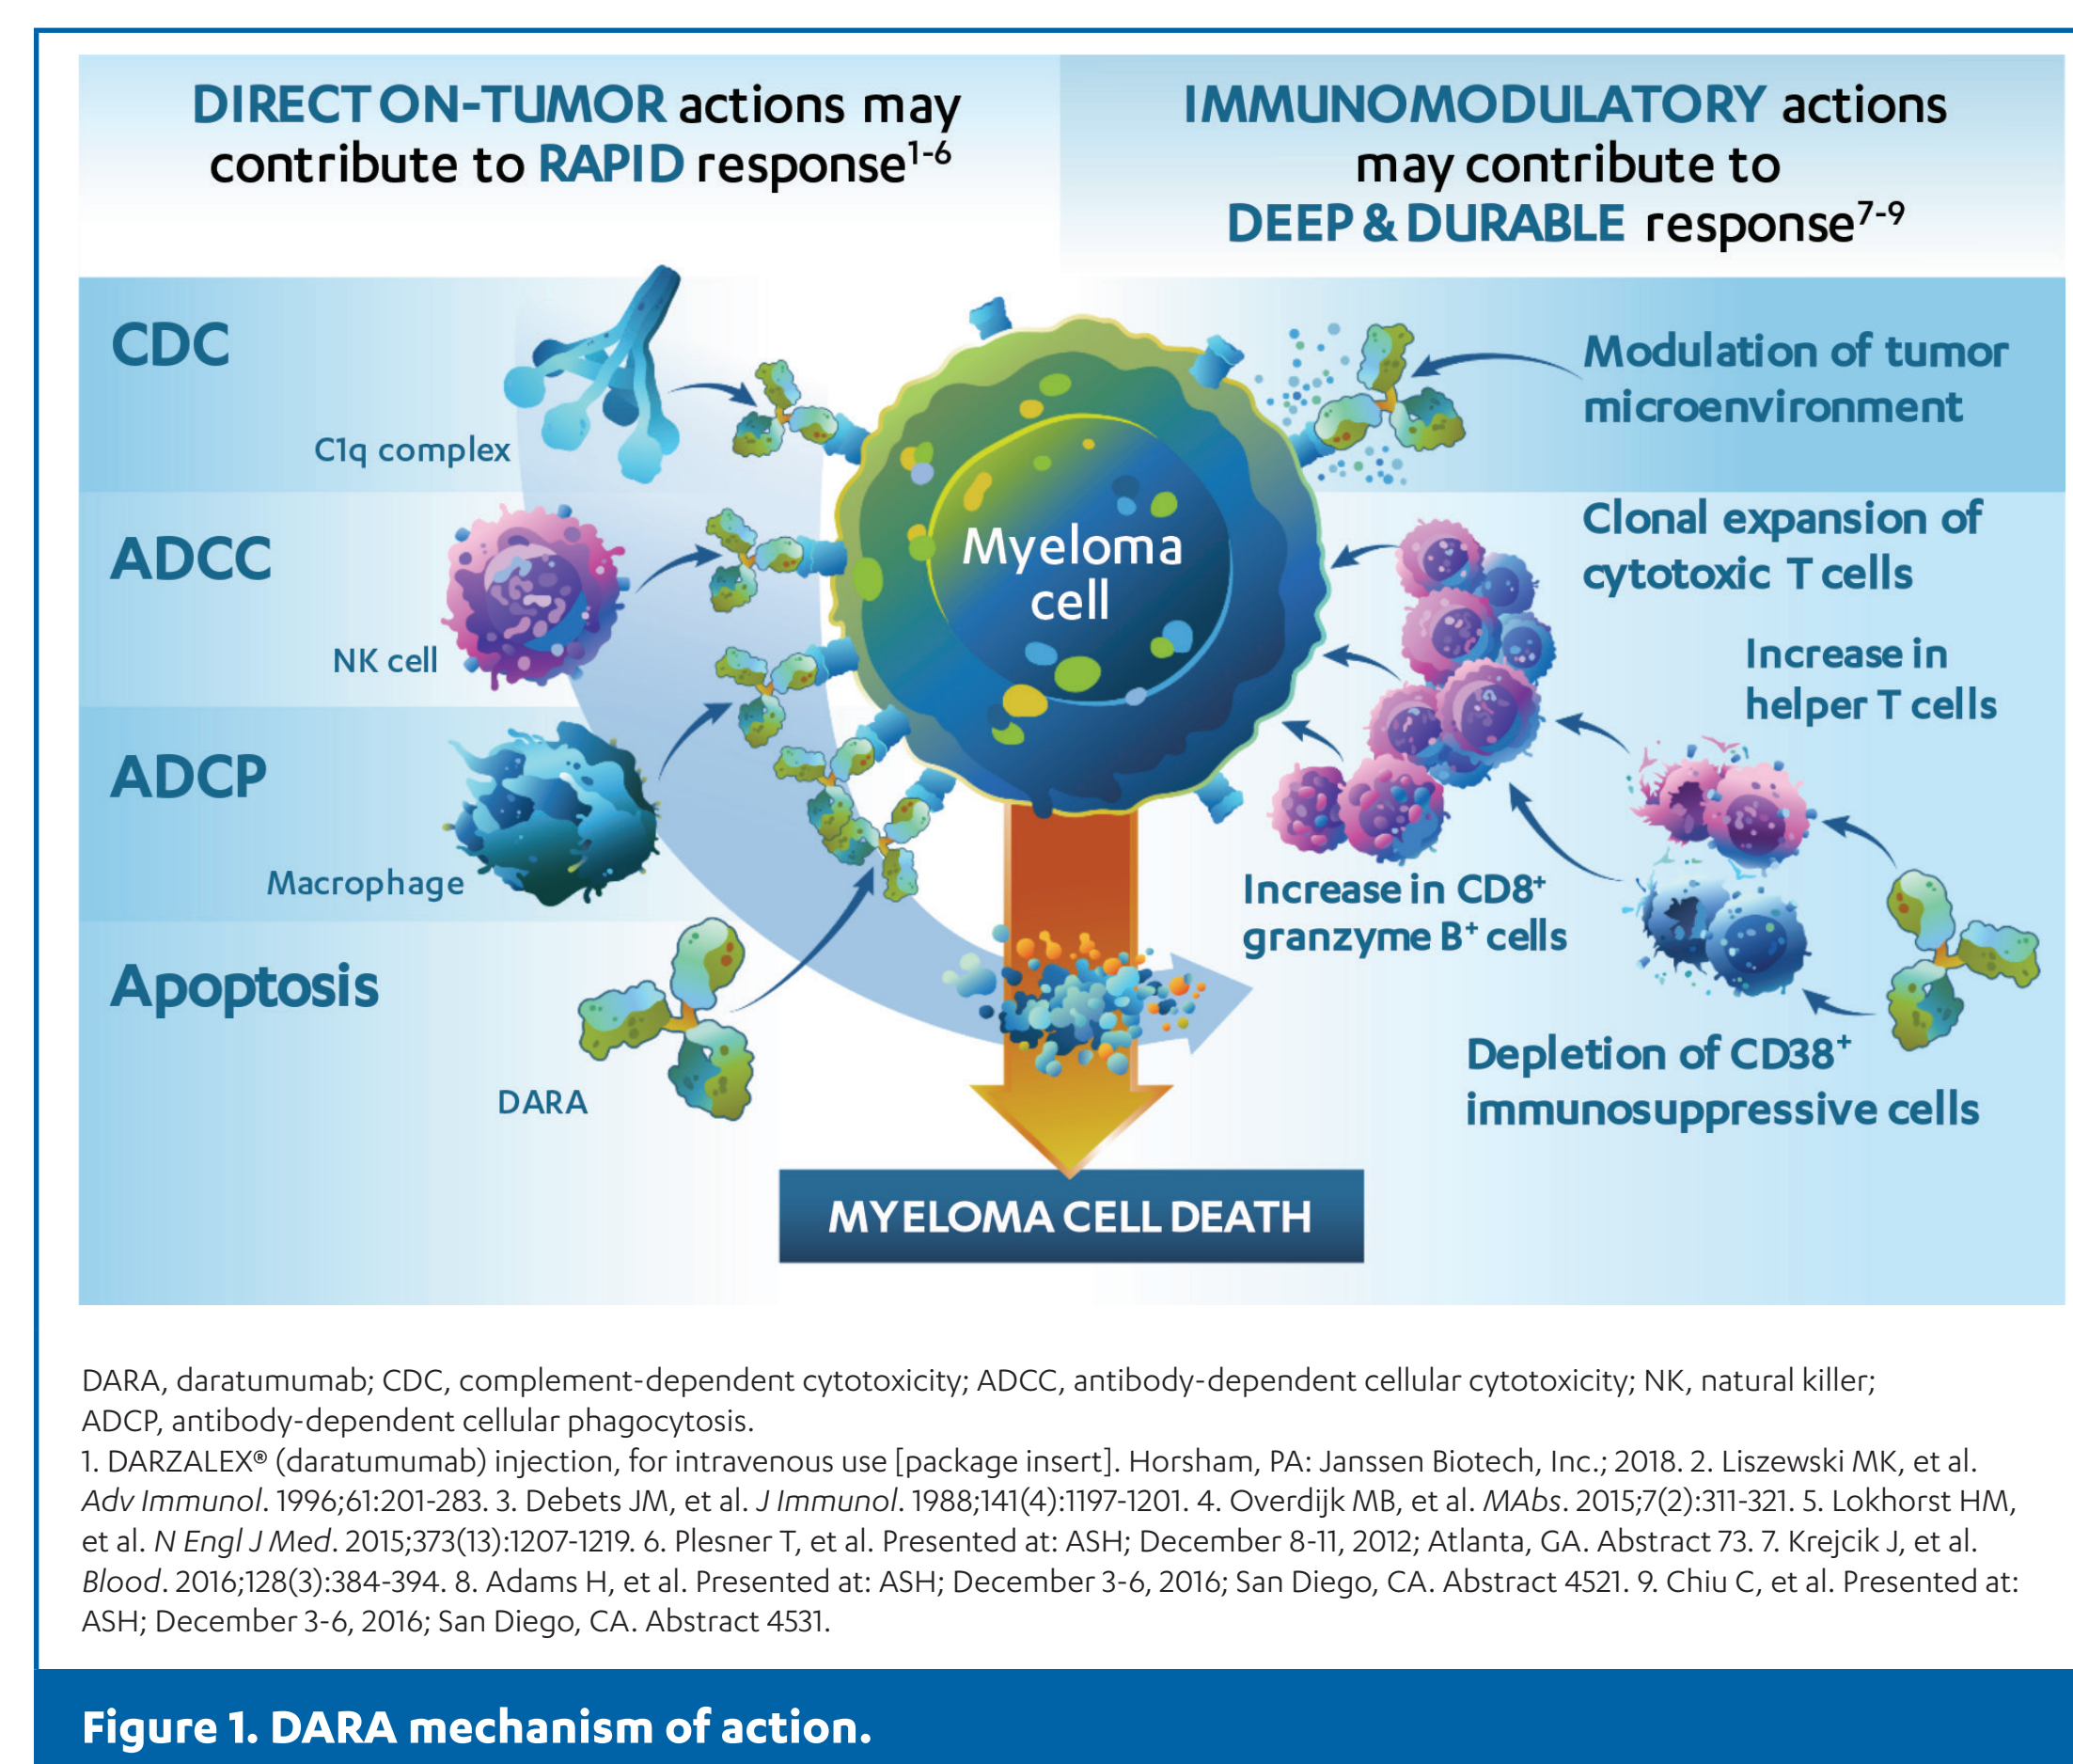 DIRECT ON-TUMOR actions may
contribute to RAPID response1-6
IMMUNOMODULATORY actions
may contribute to
DEEP & DURABLE response7-9
CDC
C1q complex
ADCC
NK cell
ADCP
Macrophage
Apoptosis
DARA
Myeloma
cell
Modulation of tumor
microenvironment
Clonal expansion of
cytotoxic T cells
Increase in
helper T cells
Increase in CD8+
granzyme B+ cells
Depletion of CD38+
immunosuppressive cells
MYELOMA CELL DEATH
DARA, daratumumab; CDC, complement-dependent cytotoxicity; ADCC, antibody-dependent cellular cytotoxicity; NK, natural killer;
ADCP, antibody-dependent cellular phagocytosis.
1. DARZALEX® (daratumumab) injection, for intravenous use [package insert]. Horsham, PA: Janssen Biotech, Inc.; 2018. 2. Liszewski MK, et al.
Adv Immunol. 1996;61:201-283. 3. Debets JM, et al. J Immunol. 1988;141(4):1197-1201. 4. Overdijk MB, et al. MAbs. 2015;7(2):311-321. 5. Lokhorst HM,
et al. N Engl J Med. 2015;373(13):1207-1219. 6. Plesner T, et al. Presented at: ASH; December 8-11, 2012; Atlanta, GA. Abstract 73. 7. Krejcik J, et al.
Blood. 2016;128(3):384-394. 8. Adams H, et al. Presented at: ASH; December 3-6, 2016; San Diego, CA. Abstract 4521. 9. Chiu C, et al. Presented at:
ASH; December 3-6, 2016; San Diego, CA. Abstract 4531.
Figure 1. DARA mechanism of action.